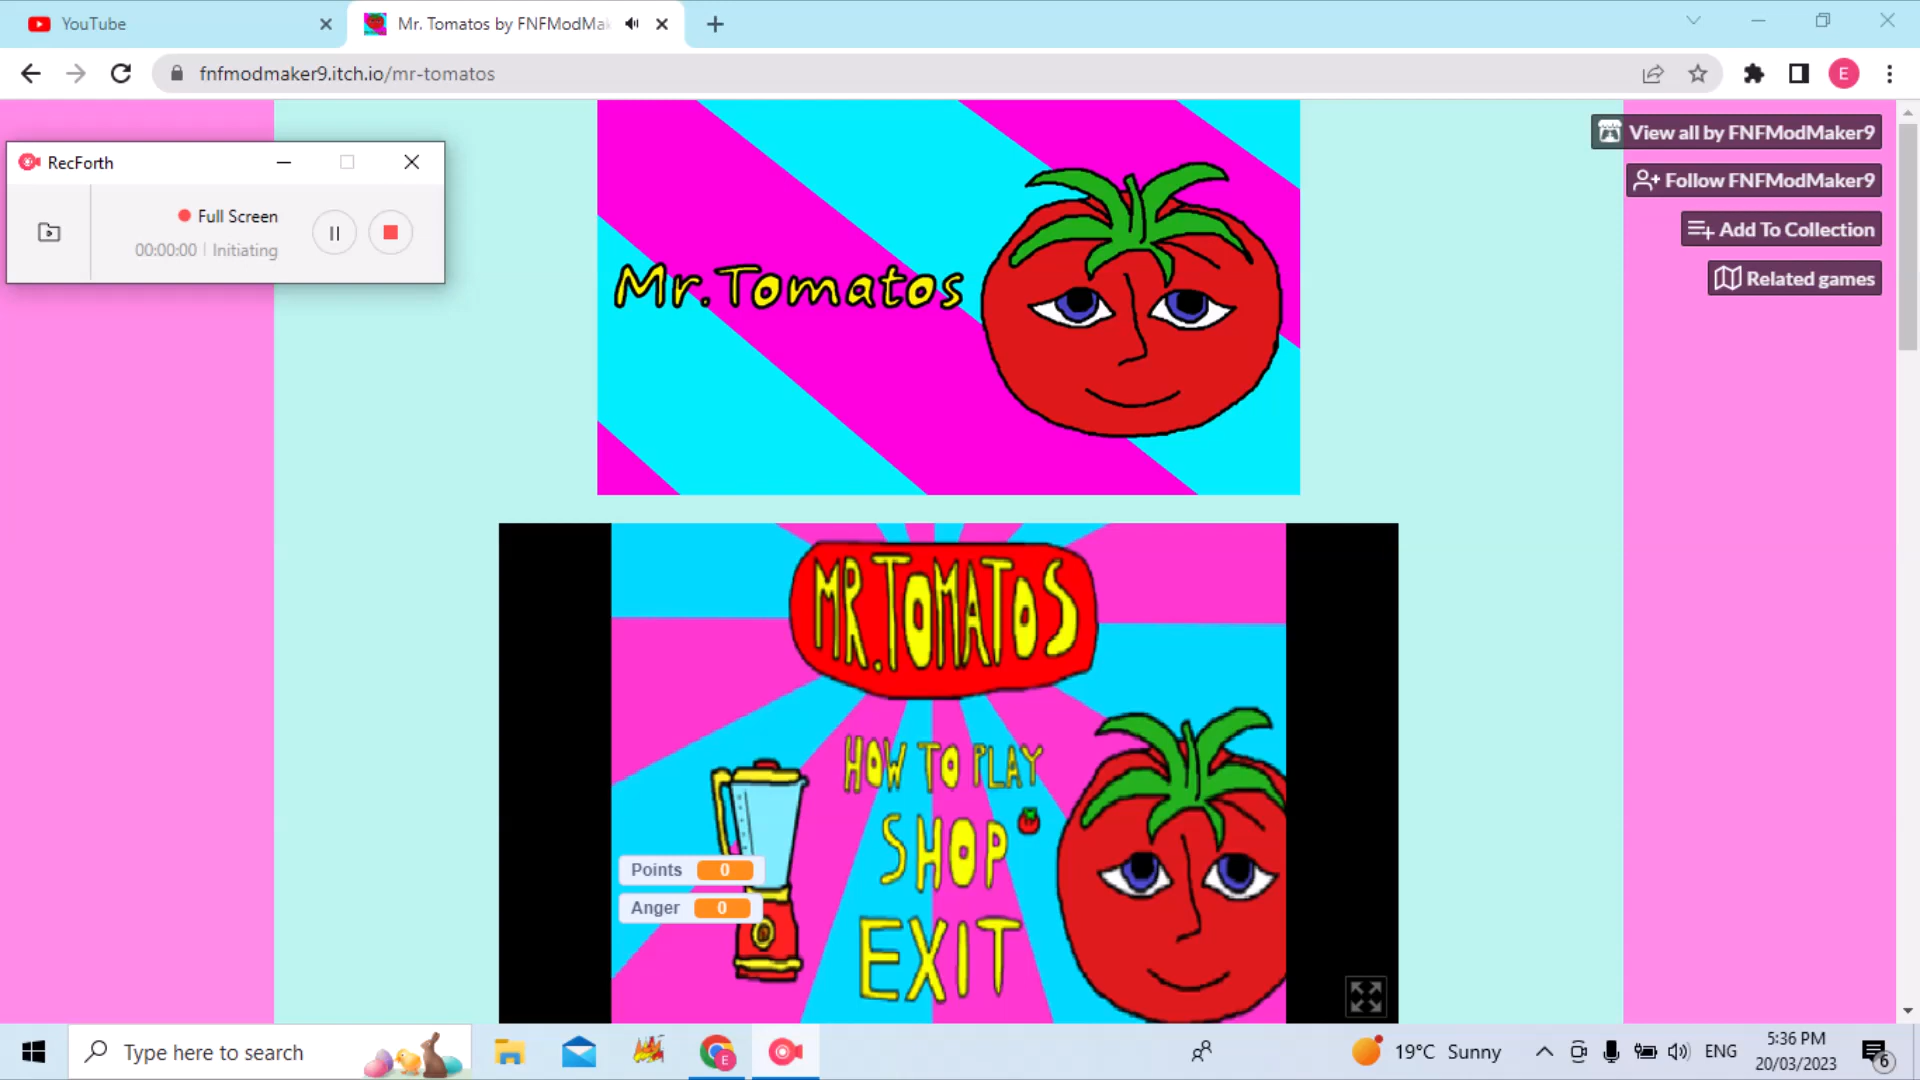 YouTube
Mr. Tomatos by FNFModMa
fnfmodmaker9.itch.io/mr-tomatos
E
View all by FNFModMaker9
Follow FNFModMaker9
Add To Collection
Related games
RecForth
Full Screen
00:00:00 | Initiating
Mr.Tomatos
MR.TOMATOS
HOW TO PLAY
SHOP
EXIT
Points 0
Anger 0
Type here to search
E
19°C Sunny
ENG
5:36 PM
20/03/2023
6